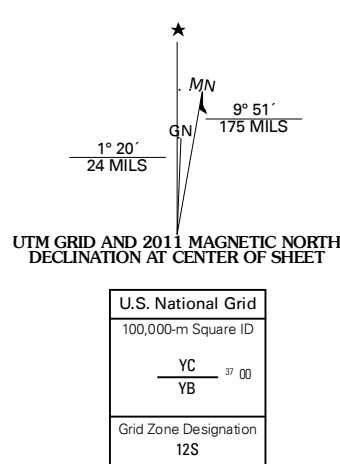 ★
MN
9° 51´
175 MILS
GN
1° 20´
24 MILS
UTM GRID AND 2011 MAGNETIC NORTH
DECLINATION AT CENTER OF SHEET
U.S. National Grid
100,000-m Square ID
YC
37 00
YB
Grid Zone Designation
12S